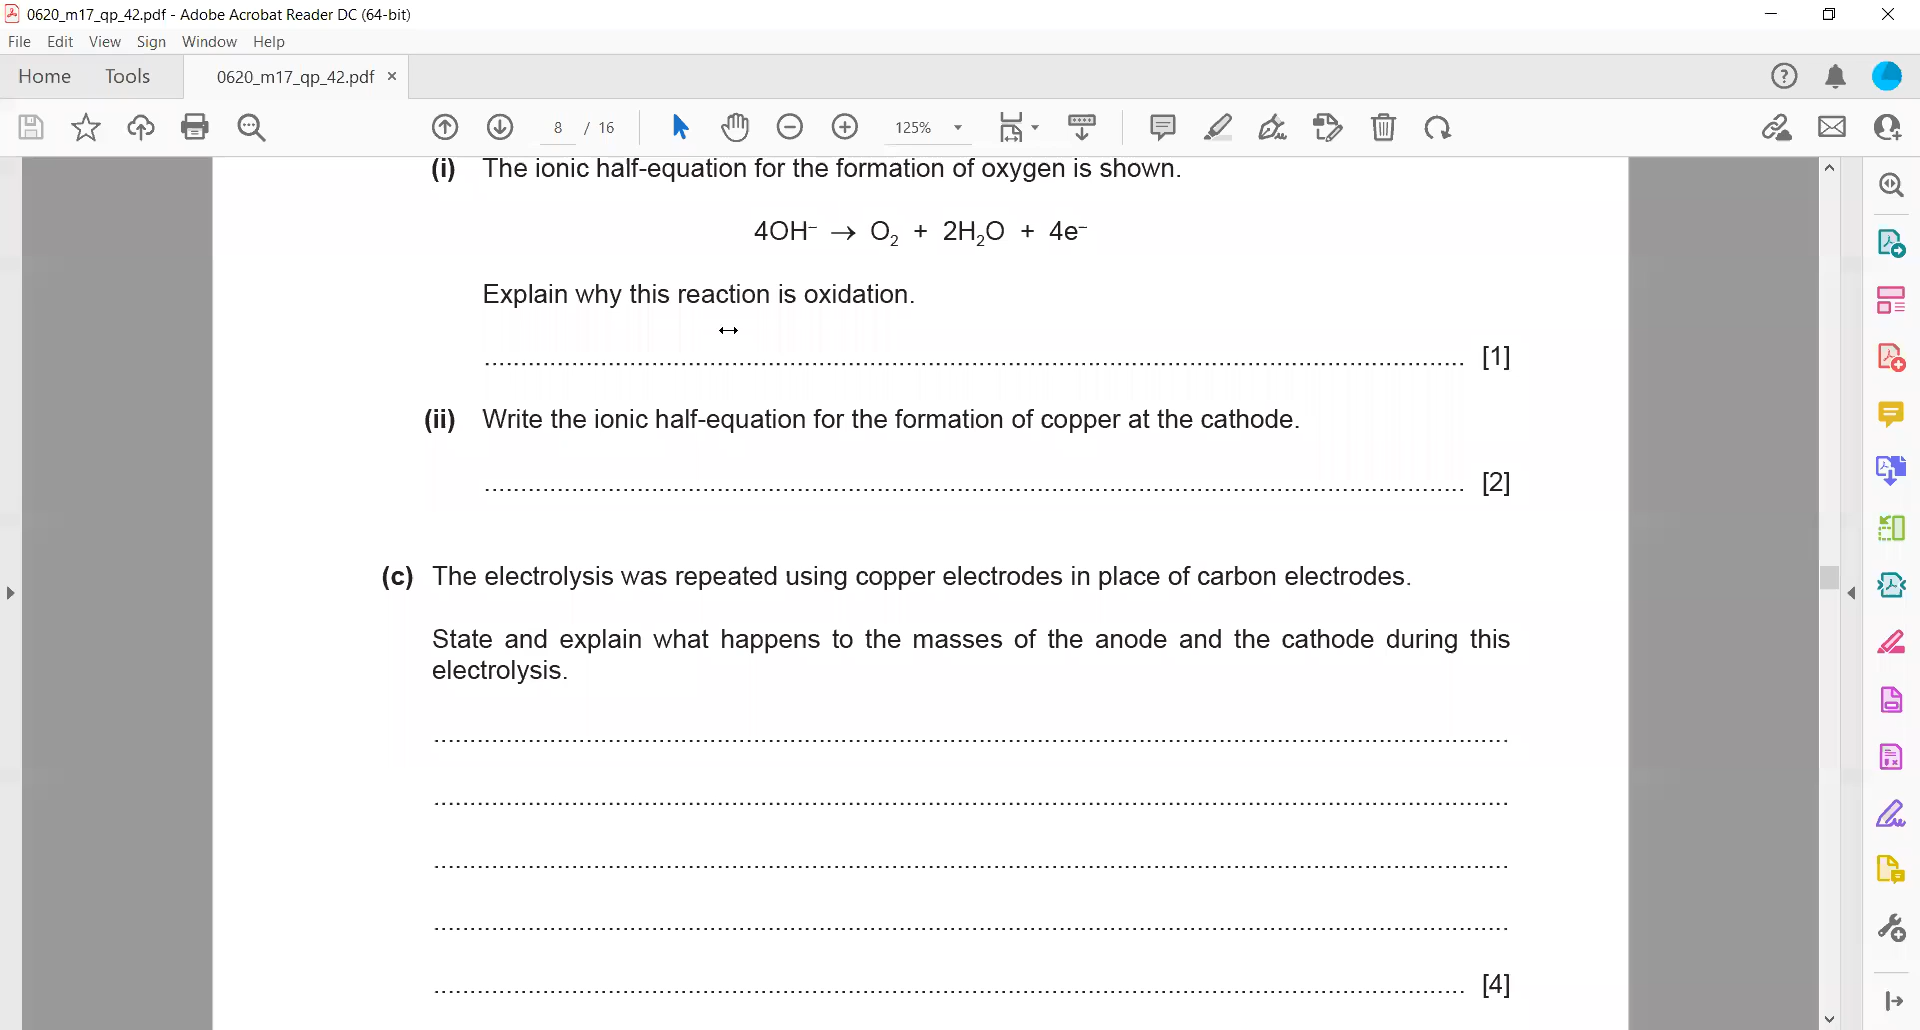 0620_m17_qp_42.pdf - Adobe Acrobat Reader DC (64-bit)
File Edit View Sign Window Help
Home Tools 0620_m17_qp_42.pdf ×
8 / 16 125%
(i) The ionic half-equation for the formation of oxygen is shown.
4OH⁻ → O₂ + 2H₂O + 4e⁻
Explain why this reaction is oxidation.
.......................................................................................................................................... [1]
(ii) Write the ionic half-equation for the formation of copper at the cathode.
.......................................................................................................................................... [2]
(c) The electrolysis was repeated using copper electrodes in place of carbon electrodes.
State and explain what happens to the masses of the anode and the cathode during this
electrolysis.
..........................................................................................................................................
..........................................................................................................................................
..........................................................................................................................................
..........................................................................................................................................
.......................................................................................................................................... [4]